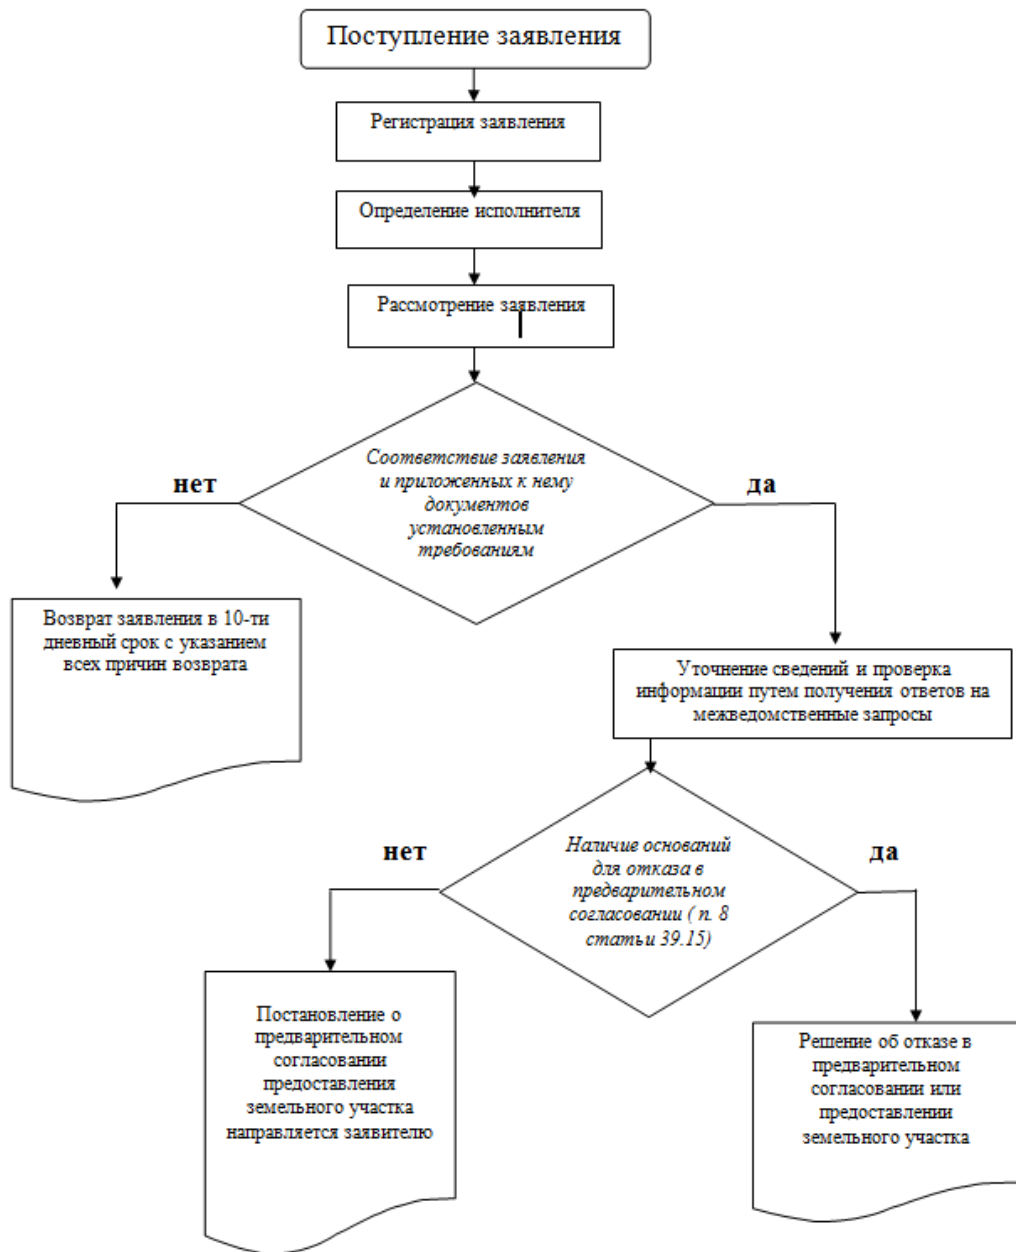 Поступление заявления
Регистрация заявления
Определение исполнителя
Рассмотрение заявления
Соответствие заявления
и приложенных к нему
документов
установленным
требованиям
нет
да
Возврат заявления в 10-ти
дневный срок с указанием
всех причин возврата
Уточнение сведений и проверка
информации путем получения ответов на
межведомственные запросы
Наличие оснований
для отказа в
предварительном
согласовании ( п. 8
статьи 39.15)
нет
да
Постановление о
предварительном
согласовании
предоставления
земельного участка
направляется заявителю
Решение об отказе в
предварительном
согласовании или
предоставлении
земельного участка